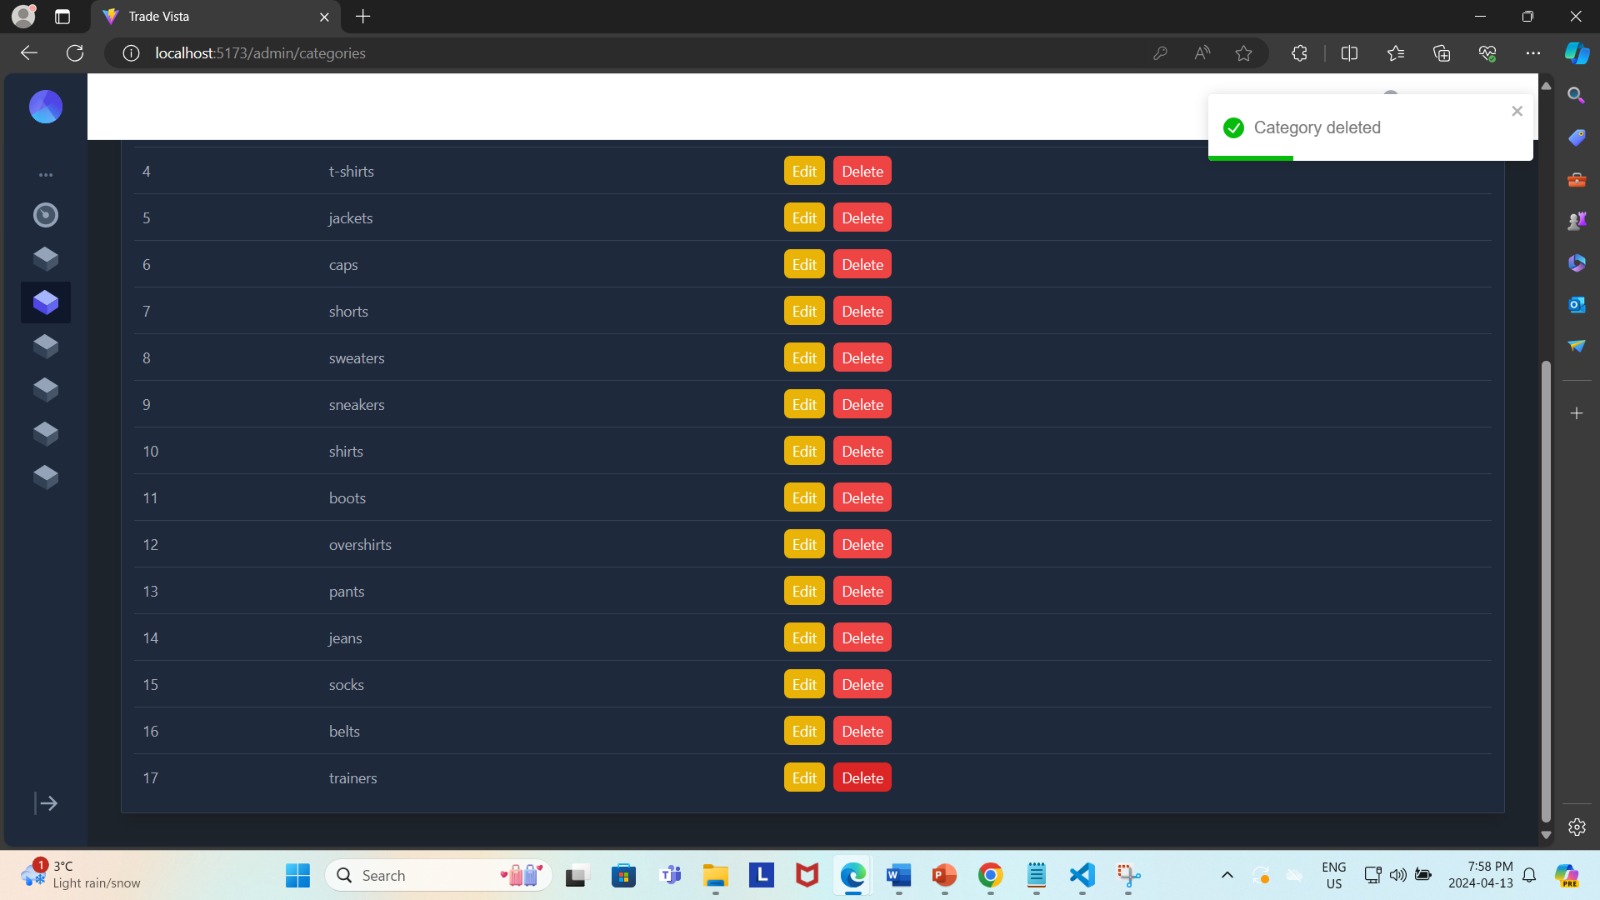 Trade Vista
localhost:5173/admin/categories
Category deleted
4 t-shirts Edit Delete
5 jackets Edit Delete
6 caps Edit Delete
7 shorts Edit Delete
8 sweaters Edit Delete
9 sneakers Edit Delete
10 shirts Edit Delete
11 boots Edit Delete
12 overshirts Edit Delete
13 pants Edit Delete
14 jeans Edit Delete
15 socks Edit Delete
16 belts Edit Delete
17 trainers Edit Delete
1 3°C
Light rain/snow
Search
L
ENG
US
7:58 PM
2024-04-13
PRE